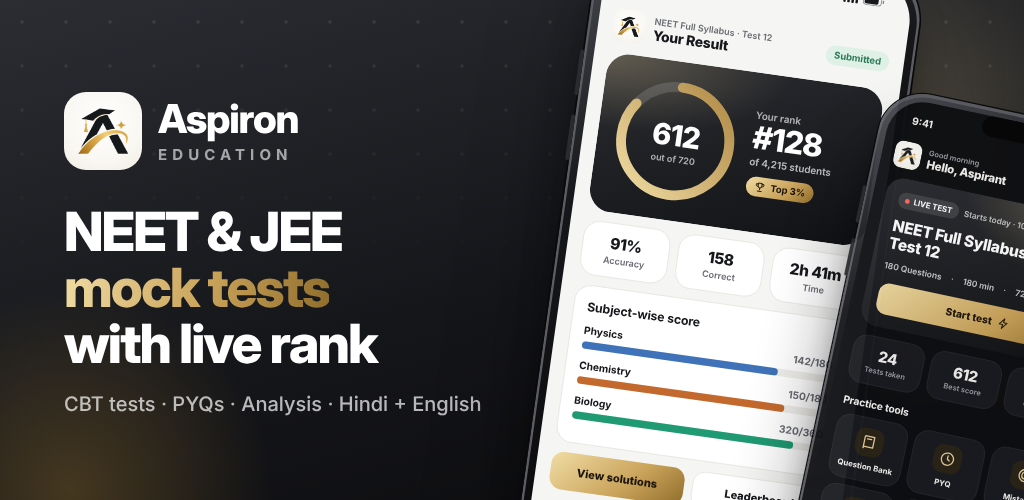 Aspiron
EDUCATION
NEET & JEE
mock tests
with live rank
CBT tests · PYQs · Analysis · Hindi + English
NEET Full Syllabus · Test 12
Your Result
Submitted
612
out of 720
Your rank
#128
of 4,215 students
Top 3%
91%
Accuracy
158
Correct
2h 41m
Time
Subject-wise score
Physics
142/18
Chemistry
150/18
Biology
320/36
View solutions
9:41
Good morning
Hello, Aspirant
LIVE TEST
Starts today · 10
NEET Full Syllabus
Test 12
180 Questions · 180 min · 72
Start test
24
Tests taken
612
Best score
Practice tools
Question Bank
PYQ